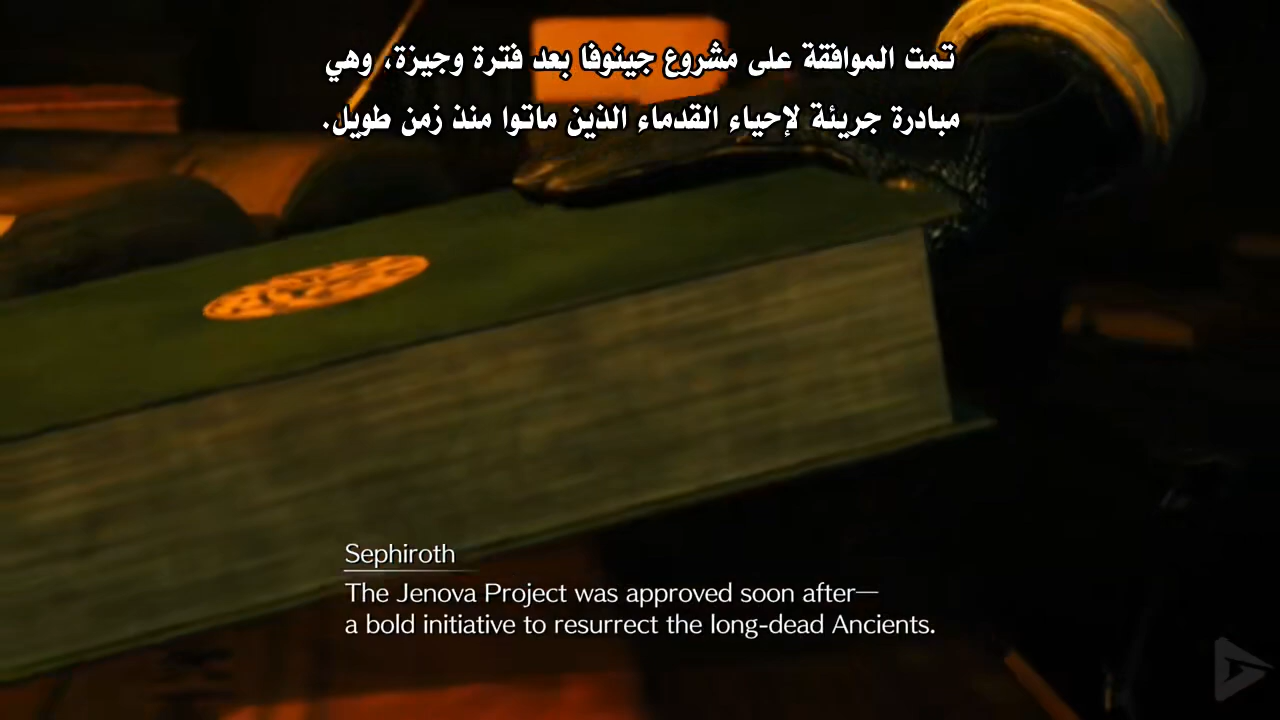 تمت الموافقة على مشروع جينوفا بعد فترة وجيزة، وهي
مبادرة جريئة لإحياء القدماء الذين ماتوا منذ زمن طويل.
Sephiroth
The Jenova Project was approved soon after—
a bold initiative to resurrect the long-dead Ancients.